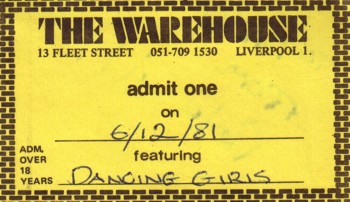 THE WAREHOUSE
13 FLEET STREET 051-709 1530 LIVERPOOL 1.
admit one
on
6/12/81
featuring
ADM.
OVER
18
YEARS
DANCING GIRLS